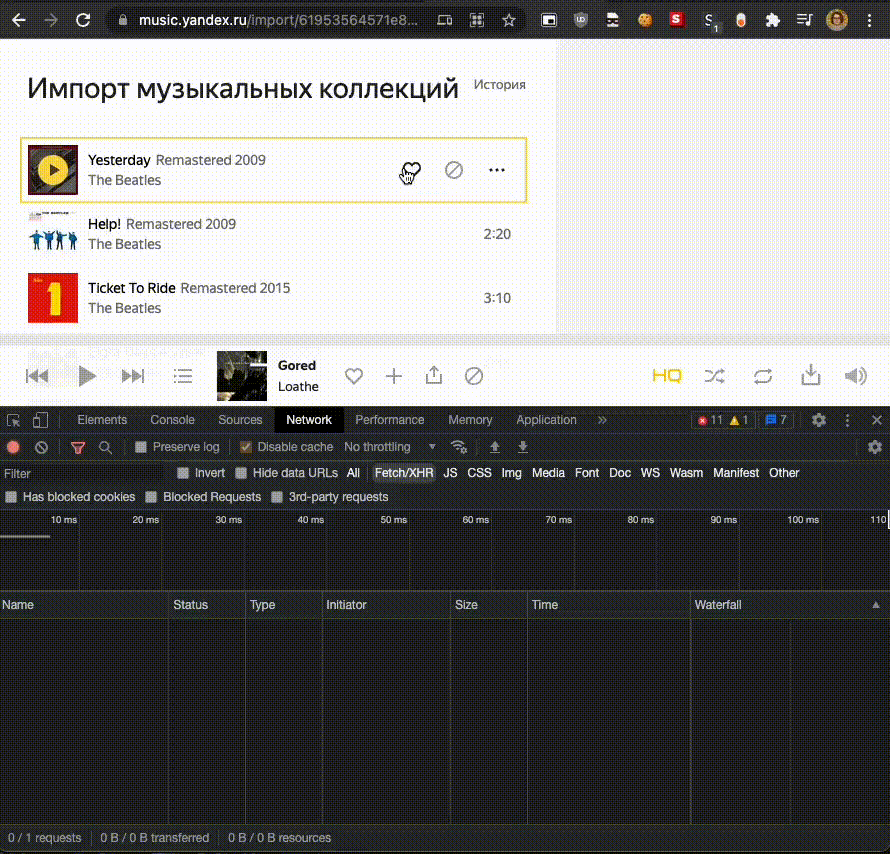 music.yandex.ru/import/61953564571e8...
Импорт музыкальных коллекций
История
Yesterday Remastered 2009
The Beatles
Help! Remastered 2009
The Beatles
2:20
Ticket To Ride Remastered 2015
The Beatles
3:10
Gored
Loathe
HQ
Elements Console Sources Network Performance Memory Application » 11 1 7
Preserve log Disable cache No throttling
Filter Invert Hide data URLs All Fetch/XHR JS CSS Img Media Font Doc WS Wasm Manifest Other
Has blocked cookies Blocked Requests 3rd-party requests
10 ms 20 ms 30 ms 40 ms 50 ms 60 ms 70 ms 80 ms 90 ms 100 ms 110
Name Status Type Initiator Size Time Waterfall
0 / 1 requests 0 B / 0 B transferred 0 B / 0 B resources